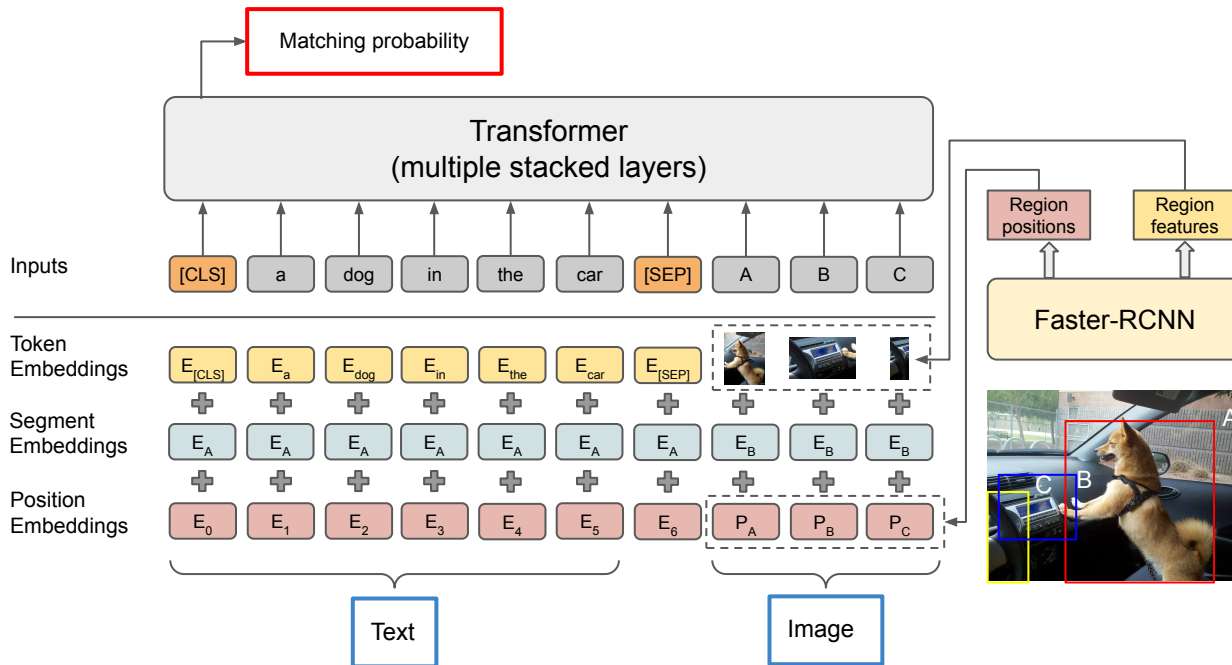 Matching probability
Transformer
(multiple stacked layers)
Region
positions
Region
features
Inputs
[CLS] a dog in the car [SEP] A B C
Faster-RCNN
Token
Embeddings
E[CLS] Ea Edog Ein Ethe Ecar E[SEP]
Segment
Embeddings
EA EA EA EA EA EA EA EB EB EB
Position
Embeddings
E0 E1 E2 E3 E4 E5 E6 PA PB PC
A
B
C
Text
Image